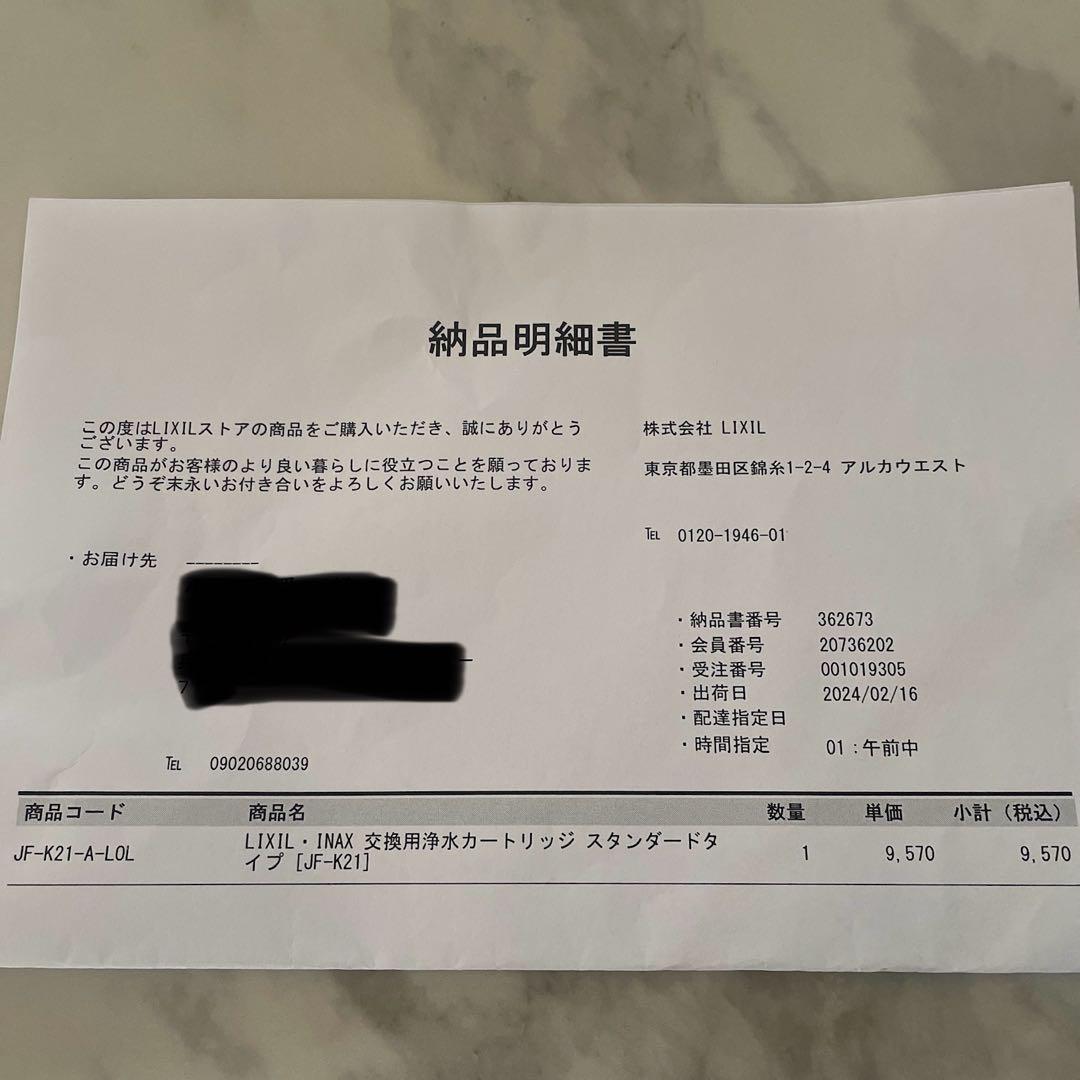 納品明細書
この度はLIXILストアの商品をご購入いただき、誠にありがとう
ございます。
この商品がお客様のより良い暮らしに役立つことを願っておりま
す。どうぞ末永いお付き合いをよろしくお願いいたします。
株式会社 LIXIL
東京都墨田区錦糸1-2-4 アルカウエスト
℡ 0120-1946-01
・お届け先 ________
℡ 09020688039
・納品書番号 362673
・会員番号 20736202
・受注番号 001019305
・出荷日 2024/02/16
・配達指定日
・時間指定 01：午前中
商品コード 商品名 数量 単価 小計（税込）
JF-K21-A-LOL LIXIL・INAX 交換用浄水カートリッジ スタンダードタ 1 9,570 9,570
イプ [JF-K21]